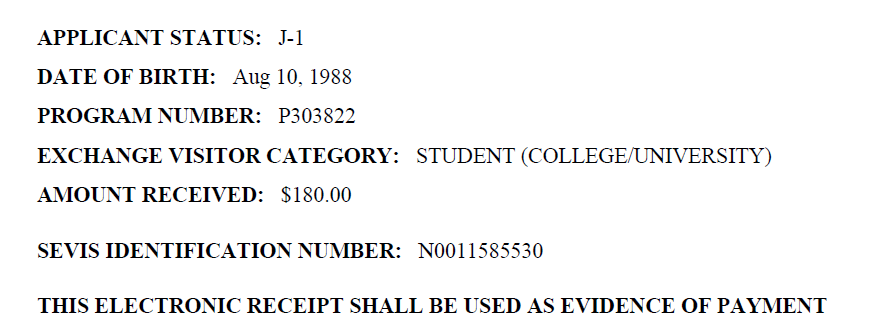 APPLICANT STATUS: J-1
DATE OF BIRTH: Aug 10, 1988
PROGRAM NUMBER: P303822
EXCHANGE VISITOR CATEGORY: STUDENT (COLLEGE/UNIVERSITY)
AMOUNT RECEIVED: $180.00
SEVIS IDENTIFICATION NUMBER: N0011585530
THIS ELECTRONIC RECEIPT SHALL BE USED AS EVIDENCE OF PAYMENT